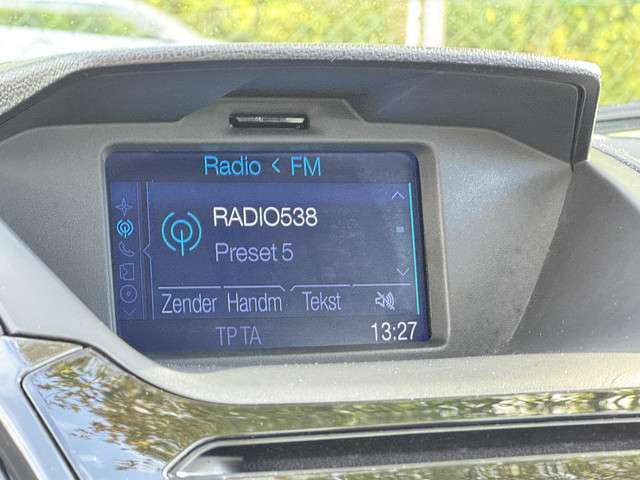 Radio < FM
RADIO538
Preset 5
Zender Handm Tekst
TP TA 13:27